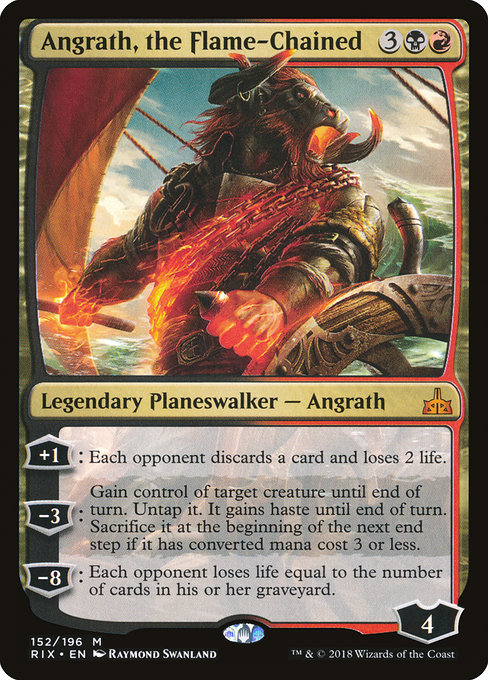 Angrath, the Flame-Chained 3
Legendary Planeswalker — Angrath
+1 : Each opponent discards a card and loses 2 life.
-3 : Gain control of target creature until end of
turn. Untap it. It gains haste until end of turn.
Sacrifice it at the beginning of the next end
step if it has converted mana cost 3 or less.
-8 : Each opponent loses life equal to the number
of cards in his or her graveyard.
4
152/196 M
RIX • EN Raymond Swanland
™ & © 2018 Wizards of the Coast